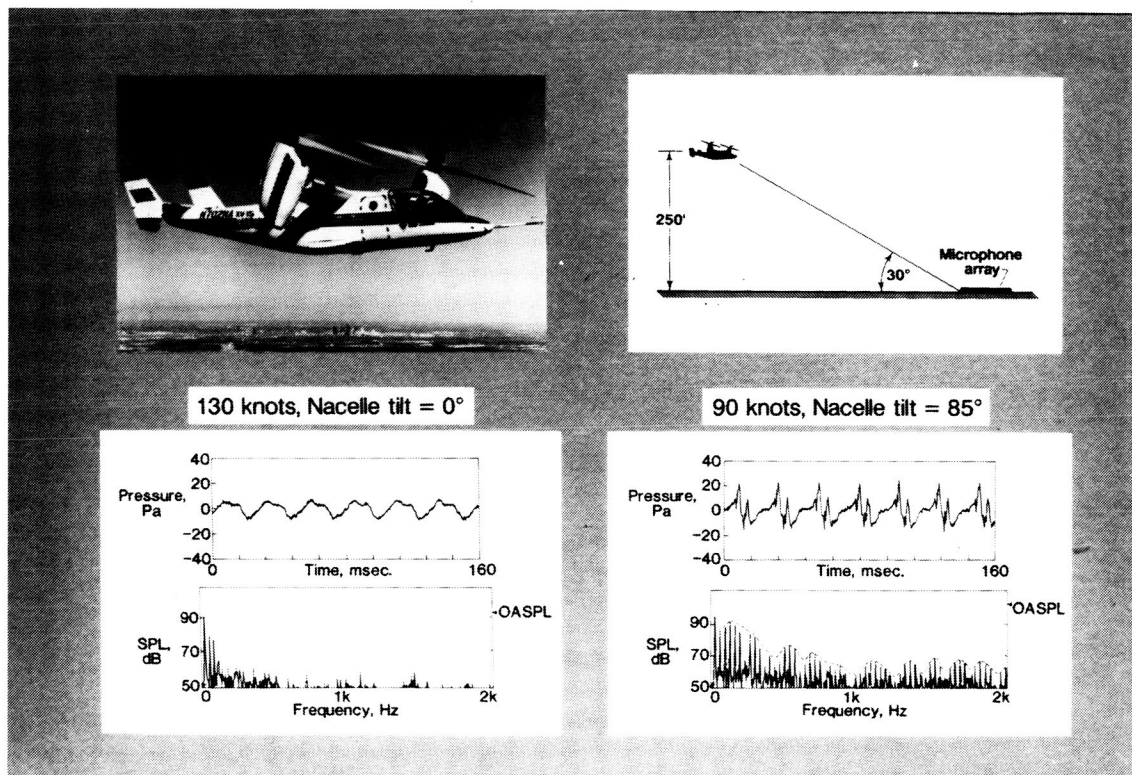 N702NA XV-15
250'
30°
Microphone
array
130 knots, Nacelle tilt = 0°
40
20
Pressure,
Pa
0
-20
-40
0
Time, msec.
160
90
SPL,
dB
70
50
OASPL
0
1k
2k
Frequency, Hz
90 knots, Nacelle tilt = 85°
40
20
Pressure,
Pa
0
-20
-40
0
Time, msec.
160
90
SPL,
dB
70
50
OASPL
0
1k
2k
Frequency, Hz